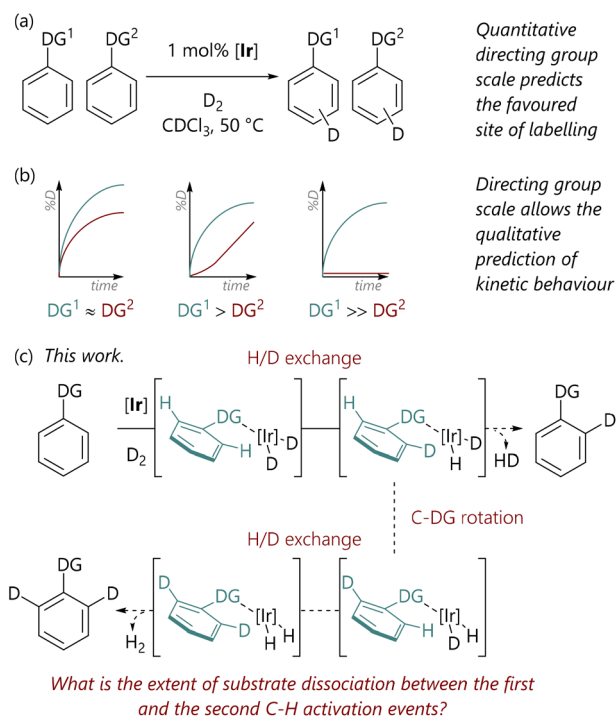 (a)
DG¹ DG²
1 mol% [Ir]
D₂
CDCl₃, 50 °C
DG¹ DG²
D D
Quantitative
directing group
scale predicts
the favoured
site of labelling
(b)
%D
time
DG¹ ≈ DG²
%D
time
DG¹ > DG²
%D
time
DG¹ >> DG²
Directing group
scale allows the
qualitative
prediction of
kinetic behaviour
(c) This work.
H/D exchange
DG
[Ir]
D₂
H DG [Ir] D
H D
H DG [Ir] D
D H
HD
DG
D
C-DG rotation
H/D exchange
DG
D D
H₂
D DG [Ir] H
D H
D DG [Ir] H
H D
What is the extent of substrate dissociation between the first
and the second C-H activation events?